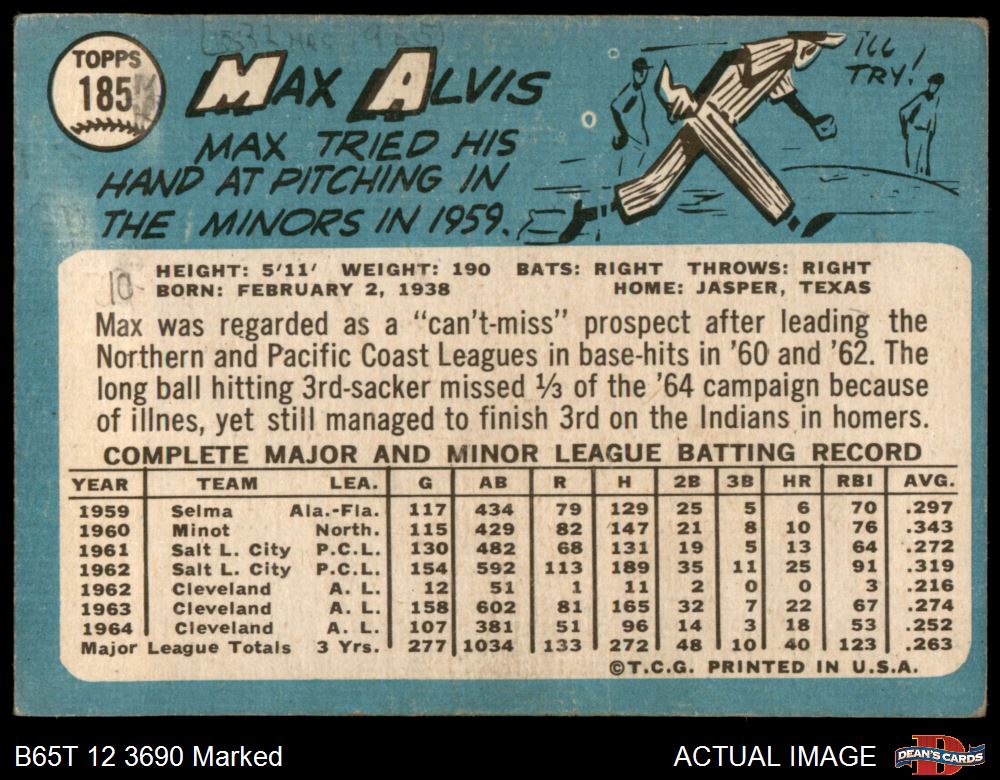 TOPPS
185
MAX ALVIS
I'LL
TRY!
MAX TRIED HIS
HAND AT PITCHING IN
THE MINORS IN 1959.
10
HEIGHT: 5'11' WEIGHT: 190 BATS: RIGHT THROWS: RIGHT
BORN: FEBRUARY 2, 1938 HOME: JASPER, TEXAS
Max was regarded as a "can't-miss" prospect after leading the
Northern and Pacific Coast Leagues in base-hits in '60 and '62. The
long ball hitting 3rd-sacker missed ⅓ of the '64 campaign because
of illnes, yet still managed to finish 3rd on the Indians in homers.
COMPLETE MAJOR AND MINOR LEAGUE BATTING RECORD
YEAR TEAM LEA. G AB R H 2B 3B HR RBI AVG.
1959 Selma Ala.-Fla. 117 434 79 129 25 5 6 70 .297
1960 Minot North. 115 429 82 147 21 8 10 76 .343
1961 Salt L. City P.C.L. 130 482 68 131 19 5 13 64 .272
1962 Salt L. City P.C.L. 154 592 113 189 35 11 25 91 .319
1962 Cleveland A. L. 12 51 1 11 2 0 0 3 .216
1963 Cleveland A. L. 158 602 81 165 32 7 22 67 .274
1964 Cleveland A. L. 107 381 51 96 14 3 18 53 .252
Major League Totals 3 Yrs. 277 1034 133 272 48 10 40 123 .263
©T.C.G. PRINTED IN U.S.A.
B65T 12 3690 Marked
ACTUAL IMAGE
DEAN'S CARDS